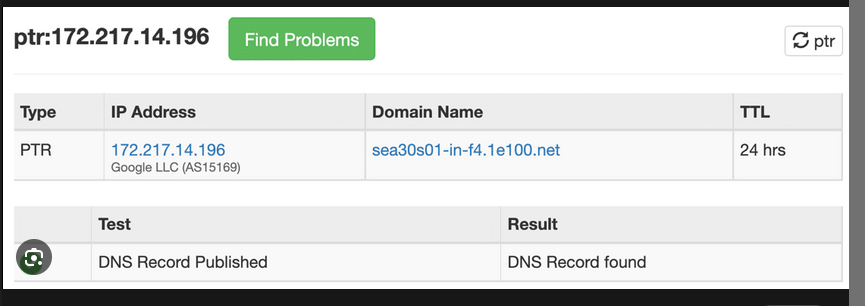 ptr:172.217.14.196 Find Problems ptr
Type IP Address Domain Name TTL
PTR 172.217.14.196 sea30s01-in-f4.1e100.net 24 hrs
Google LLC (AS15169)
Test Result
DNS Record Published DNS Record found